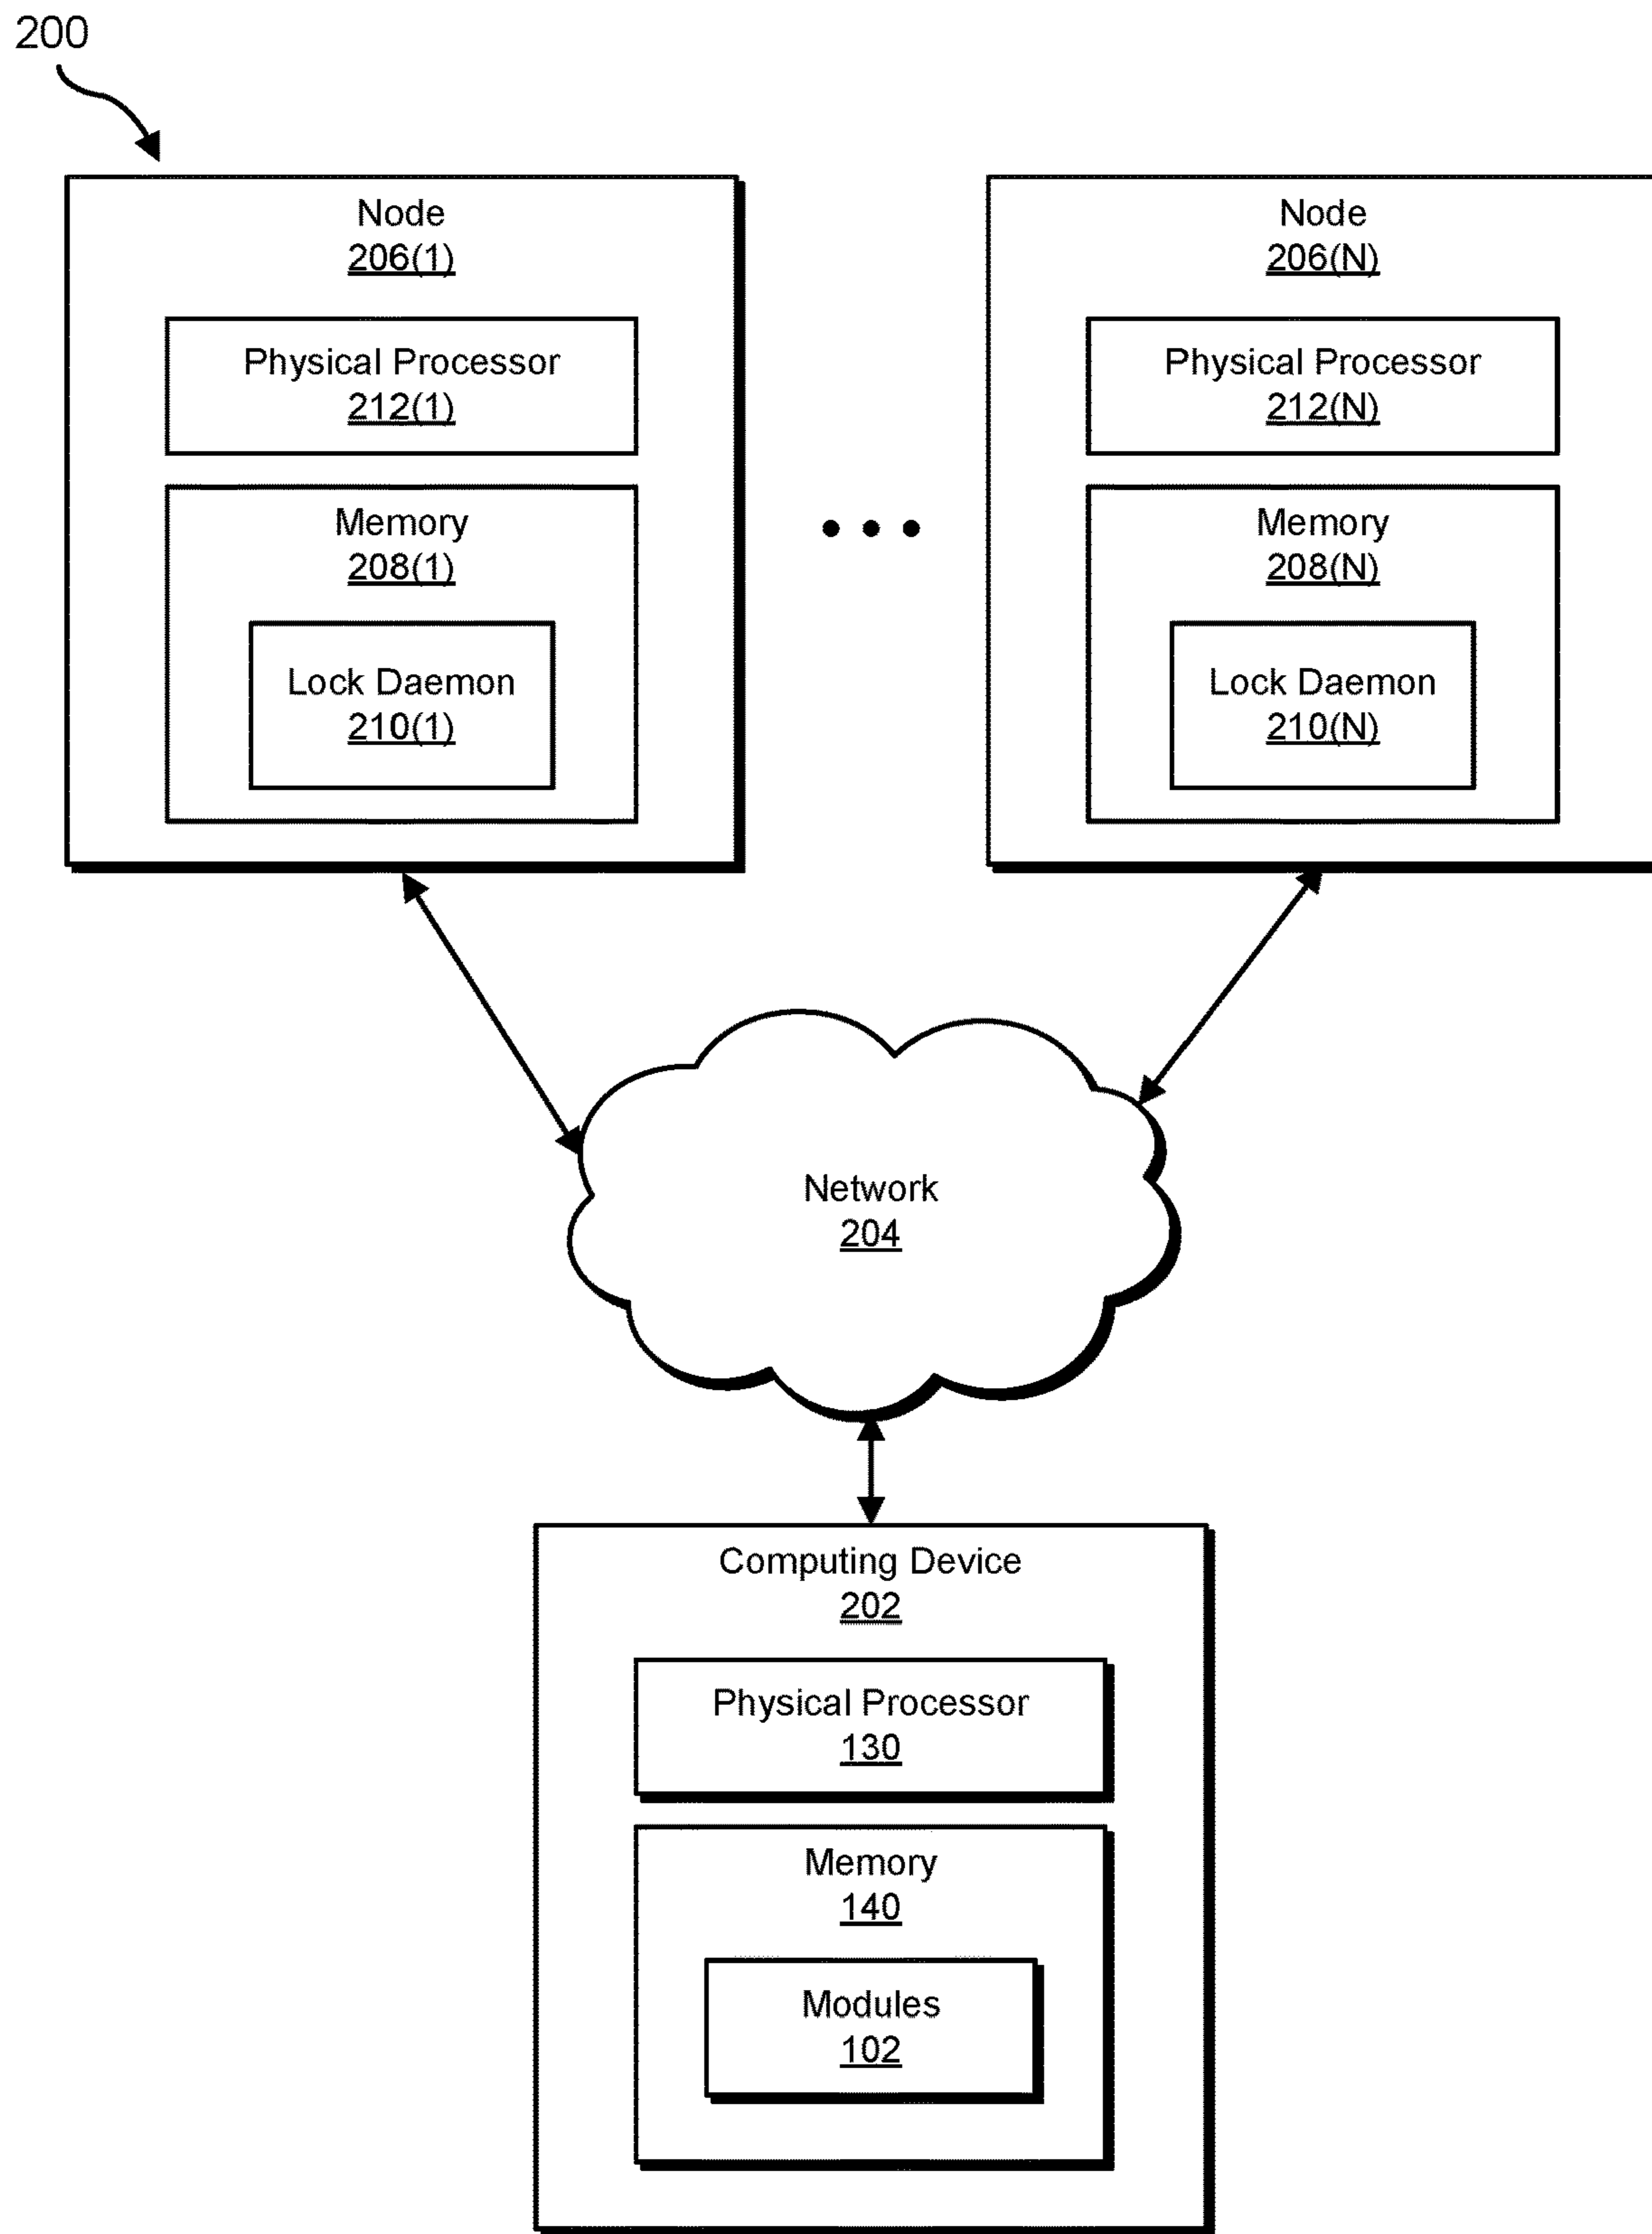 200
Node
206(1)
Physical Processor
212(1)
Memory
208(1)
Lock Daemon
210(1)
Node
206(N)
Physical Processor
212(N)
Memory
208(N)
Lock Daemon
210(N)
Network
204
Computing Device
202
Physical Processor
130
Memory
140
Modules
102